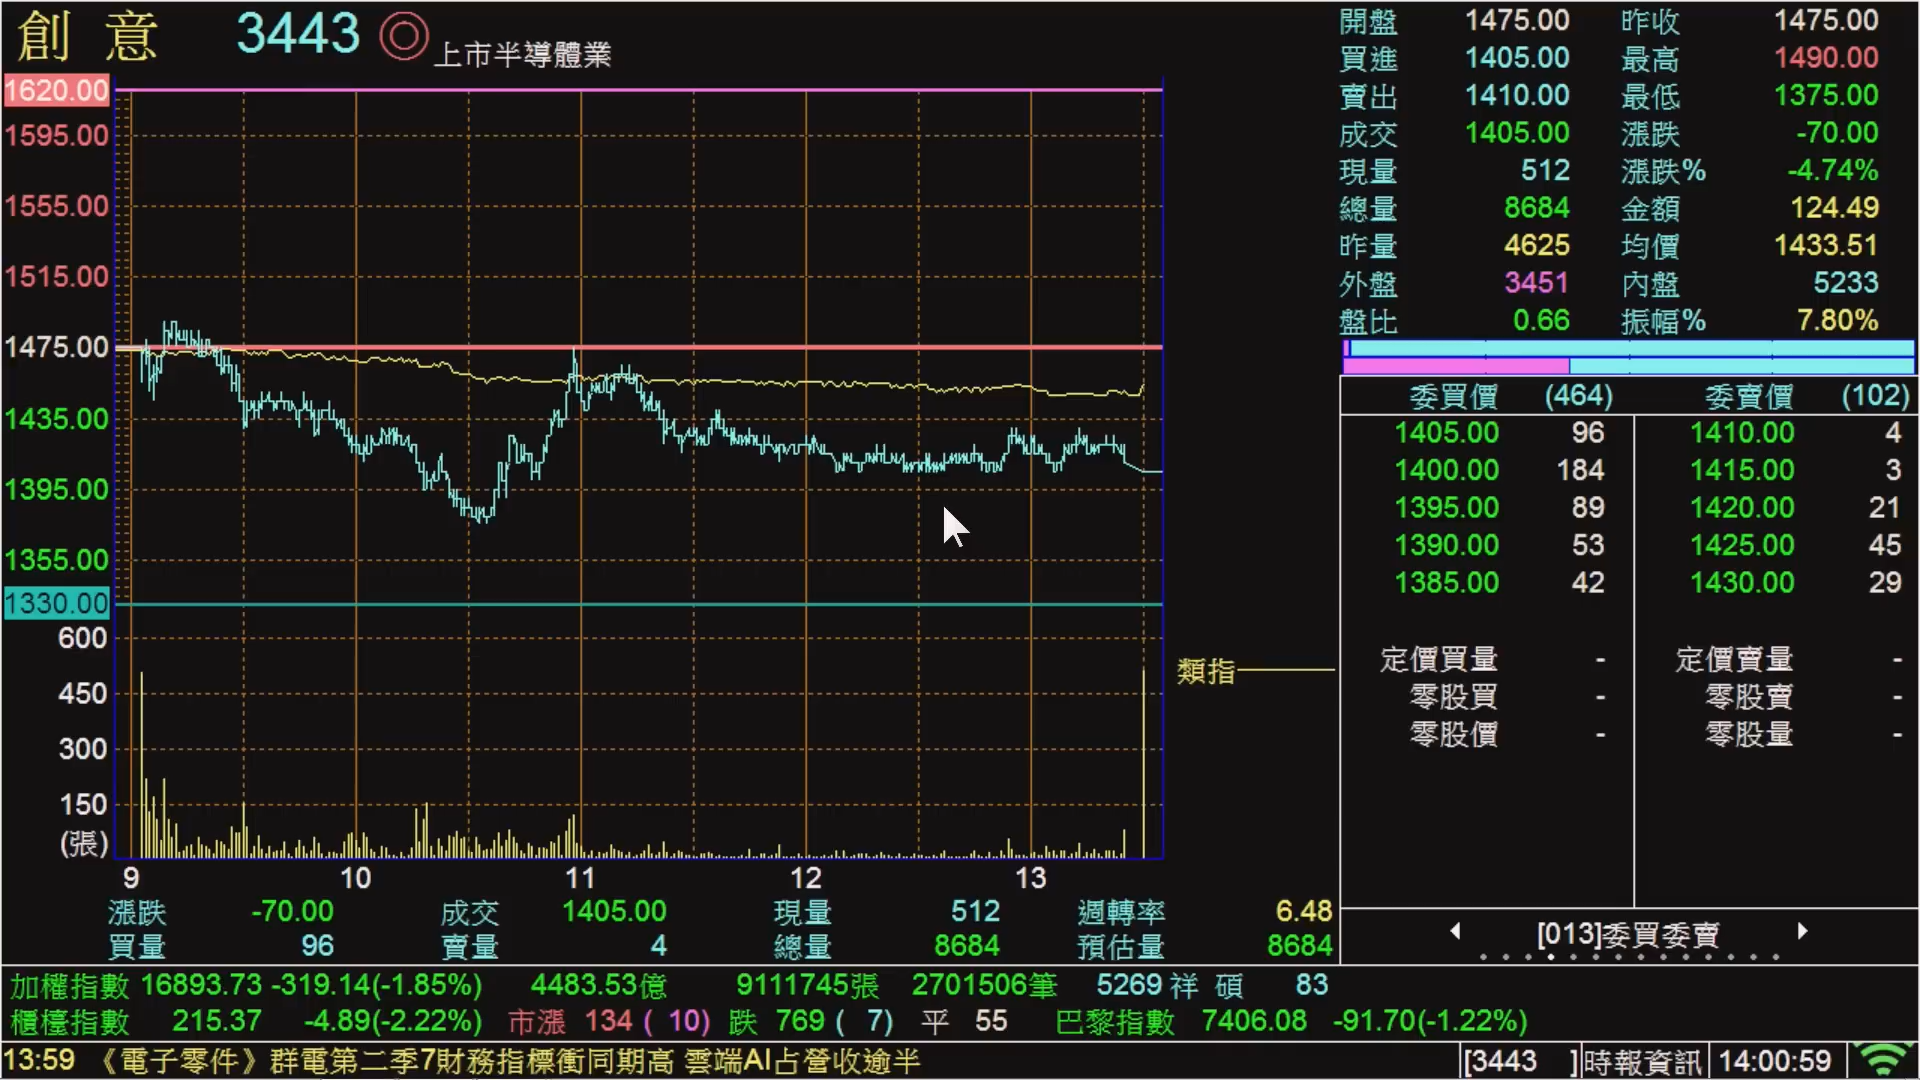 創 意 3443 ◎ 上市半導體業
1620.00
1595.00
1555.00
1515.00
1475.00
1435.00
1395.00
1355.00
1330.00
600
450
300
150
(張)
9 10 11 12 13
類指
漲跌 -70.00 成交 1405.00 現量 512 週轉率 6.48
買量 96 賣量 4 總量 8684 預估量 8684
開盤 1475.00 昨收 1475.00
買進 1405.00 最高 1490.00
賣出 1410.00 最低 1375.00
成交 1405.00 漲跌 -70.00
現量 512 漲跌% -4.74%
總量 8684 金額 124.49
昨量 4625 均價 1433.51
外盤 3451 內盤 5233
盤比 0.66 振幅% 7.80%
委買價 (464) 委賣價 (102)
1405.00 96 1410.00 4
1400.00 184 1415.00 3
1395.00 89 1420.00 21
1390.00 53 1425.00 45
1385.00 42 1430.00 29
定價買量 - 定價賣量 -
零股買 - 零股賣 -
零股價 - 零股量 -
[013]委買委賣
加權指數 16893.73 -319.14(-1.85%) 4483.53億 9111745張 2701506筆 5269 祥 碩 83
櫃檯指數 215.37 -4.89(-2.22%) 市漲 134 ( 10) 跌 769 ( 7) 平 55 巴黎指數 7406.08 -91.70(-1.22%)
13:59 《電子零件》群電第二季7財務指標衝同期高 雲端AI占營收逾半 [3443 ]時報資訊 14:00:59